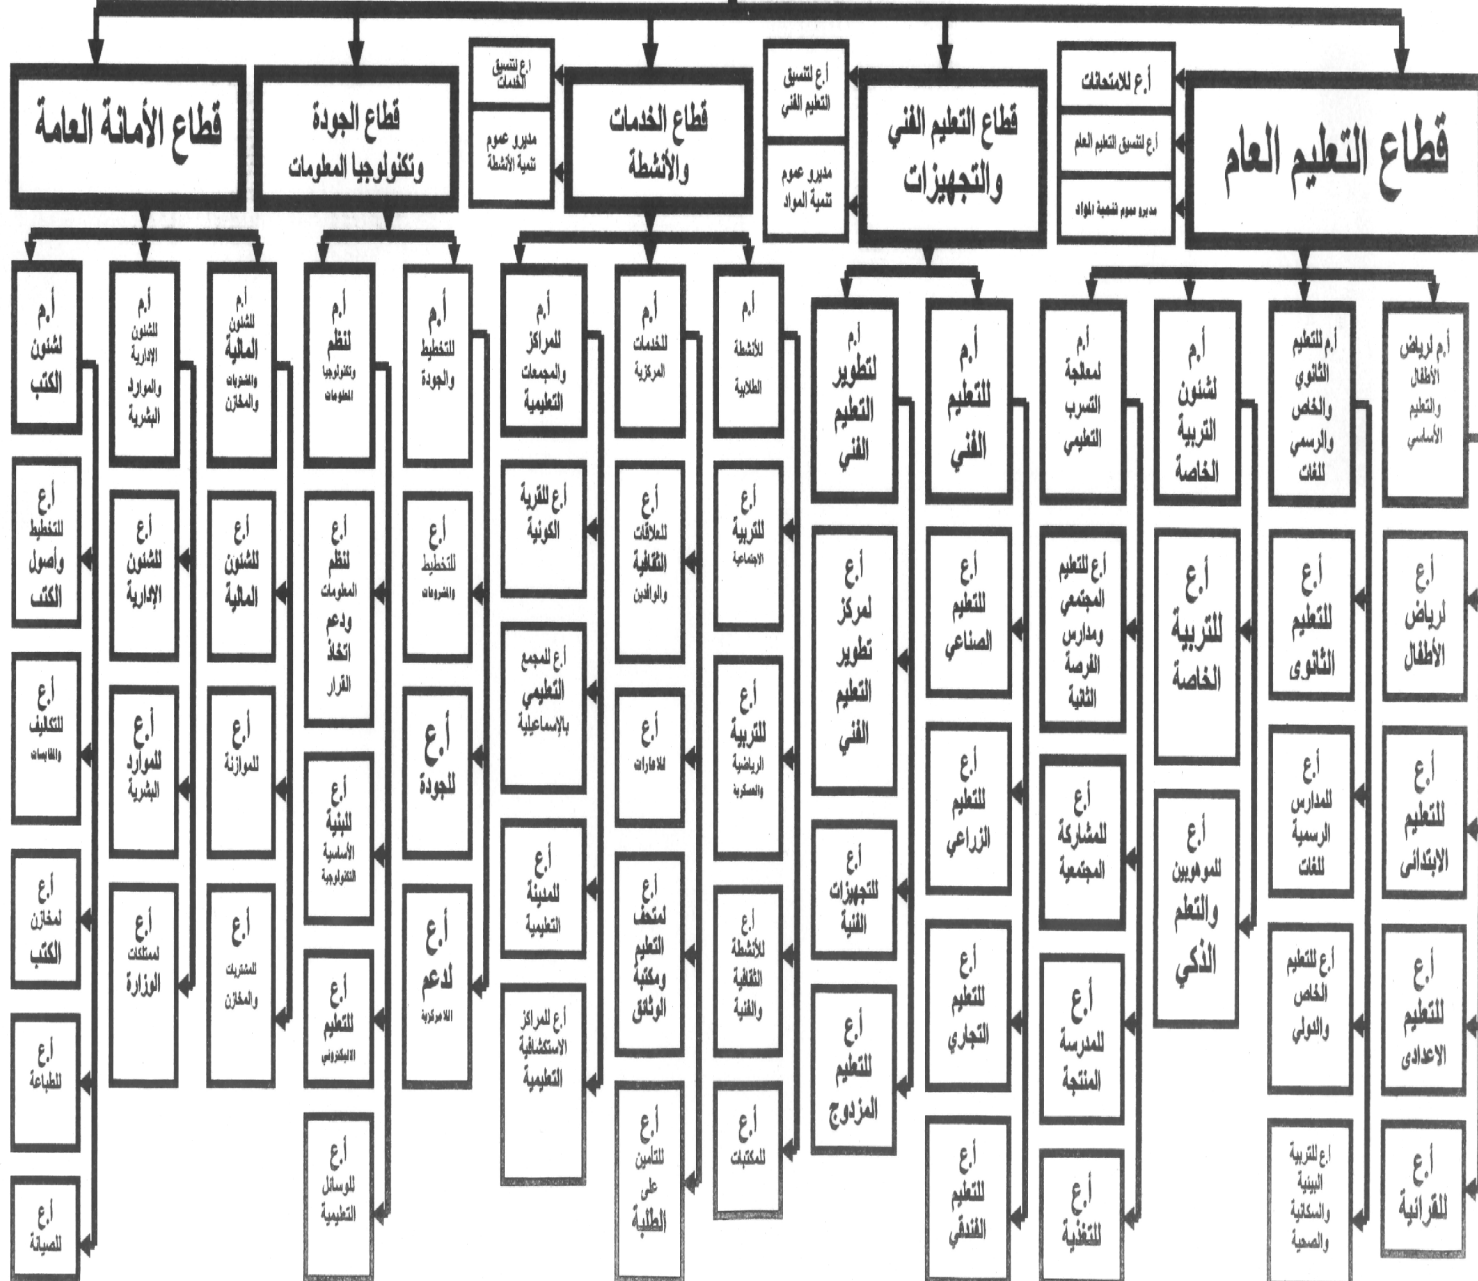 قطاع التعليم العام
أ.ع للامتحانات
أ.ع لتنسيق التعليم العام
مديرو عموم تنمية المواد
قطاع التعليم الفني
والتجهيزات
أ.ع لتنسيق
التعليم الفني
مديرو عموم
تنمية المواد
قطاع الخدمات
والأنشطة
أ.ع لتنسيق
الخدمات
مديرو عموم
تنمية الأنشطة
قطاع الجودة
وتكنولوجيا المعلومات
قطاع الأمانة العامة
أ.م لرياض
الأطفال
والتعليم
الأساسي
أ.ع
لرياض
الأطفال
أ.ع
للتعليم
الابتدائى
أ.ع
للتعليم
الاعدادى
أ.ع
للقرائية
أ.م للتعليم
الثانوي
والخاص
والرسمي
للغات
أ.ع
للتعليم
الثانوى
أ.ع
للمدارس
الرسمية
للغات
أ.ع للتعليم
الخاص
والدولي
أ.ع للتربية
البيئية
والسكانية
والصحية
أ.م
لشئون
التربية
الخاصة
أ.ع
للتربية
الخاصة
أ.ع
للموهوبين
والتعلم
الذكي
أ.م
لمعالجة
التسرب
التعليمي
أ.ع للتعليم
المجتمعي
ومدارس
الفرصة
الثانية
أ.ع
للمشاركة
المجتمعية
أ.ع
للمدرسة
المنتجة
أ.ع
للتغذية
أ.م
للتعليم
الفني
أ.ع
للتعليم
الصناعي
أ.ع
للتعليم
الزراعي
أ.ع
للتعليم
التجاري
أ.ع
للتعليم
الفندقي
أ.م
لتطوير
التعليم
الفني
أ.ع
لمركز
تطوير
التعليم
الفني
أ.ع
للتجهيزات
الفنية
أ.ع
للتعليم
المزدوج
أ.م
للأنشطة
الطلابية
أ.ع
للتربية
الاجتماعية
أ.ع
للتربية
الرياضية
والعسكرية
أ.ع
للأنشطة
الثقافية
والفنية
أ.ع
للمكتبات
أ.م
للخدمات
المركزية
أ.ع
للعلاقات
الثقافية
والوافدين
أ.ع
للاعارات
أ.ع
لمتحف
التعليم
ومكتبة
الوثائق
أ.ع
للتأمين
على
الطلبة
أ.م
للمراكز
والمجمعات
التعليمية
أ.ع للقرية
الكونية
أ.ع للمجمع
التعليمي
بالإسماعيلية
أ.ع
للمدينة
التعليمية
أ.ع للمراكز
الاستكشافية
التعليمية
أ.م
للتخطيط
والجودة
أ.ع
للتخطيط
والمشروعات
أ.ع
للجودة
أ.ع
لدعم
اللامركزية
أ.م
لنظم
وتكنولوجيا
المعلومات
أ.ع
لنظم
المعلومات
ودعم
اتخاذ
القرار
أ.ع
للبنية
الأساسية
التكنولوجية
أ.ع
للتعليم
الاليكتروني
أ.ع
للوسائل
التعليمية
أ.م
للشئون
المالية
والمشتريات
والمخازن
أ.ع
للشئون
المالية
أ.ع
للموازنة
أ.ع
للمشتريات
والمخازن
أ.م
للشئون
الإدارية
والموارد
البشرية
أ.ع
للشئون
الإدارية
أ.ع
للموارد
البشرية
أ.ع
لممتلكات
الوزارة
أ.م
لشئون
الكتب
أ.ع
للتخطيط
وأصول
الكتب
أ.ع
للتكاليف
والمقايسات
أ.ع
لمخازن
الكتب
أ.ع
للطباعة
أ.ع
للصيانة